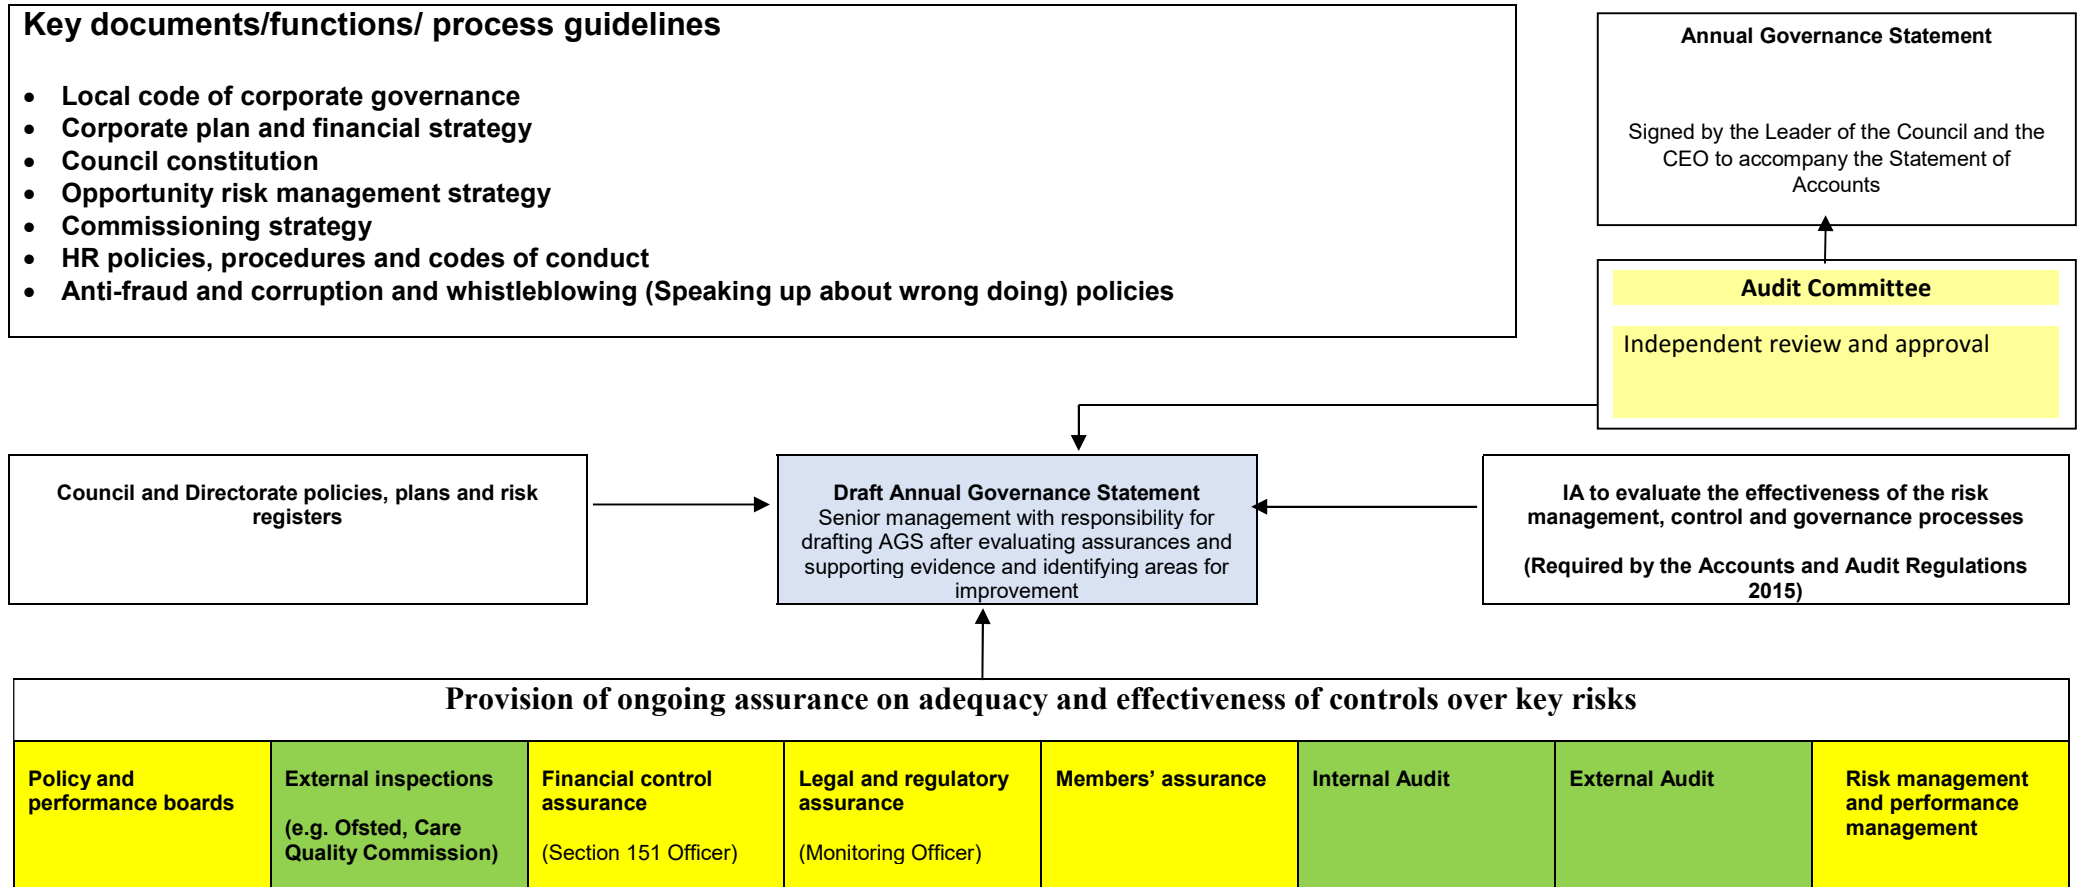 Key documents/functions/ process guidelines
• Local code of corporate governance
• Corporate plan and financial strategy
• Council constitution
• Opportunity risk management strategy
• Commissioning strategy
• HR policies, procedures and codes of conduct
• Anti-fraud and corruption and whistleblowing (Speaking up about wrong doing) policies
Annual Governance Statement
Signed by the Leader of the Council and the
CEO to accompany the Statement of
Accounts
Audit Committee
Independent review and approval
Council and Directorate policies, plans and risk
registers
Draft Annual Governance Statement
Senior management with responsibility for
drafting AGS after evaluating assurances and
supporting evidence and identifying areas for
improvement
IA to evaluate the effectiveness of the risk
management, control and governance processes
(Required by the Accounts and Audit Regulations
2015)
Provision of ongoing assurance on adequacy and effectiveness of controls over key risks
Policy and
performance boards
External inspections
(e.g. Ofsted, Care
Quality Commission)
Financial control
assurance
(Section 151 Officer)
Legal and regulatory
assurance
(Monitoring Officer)
Members’ assurance
Internal Audit
External Audit
Risk management
and performance
management